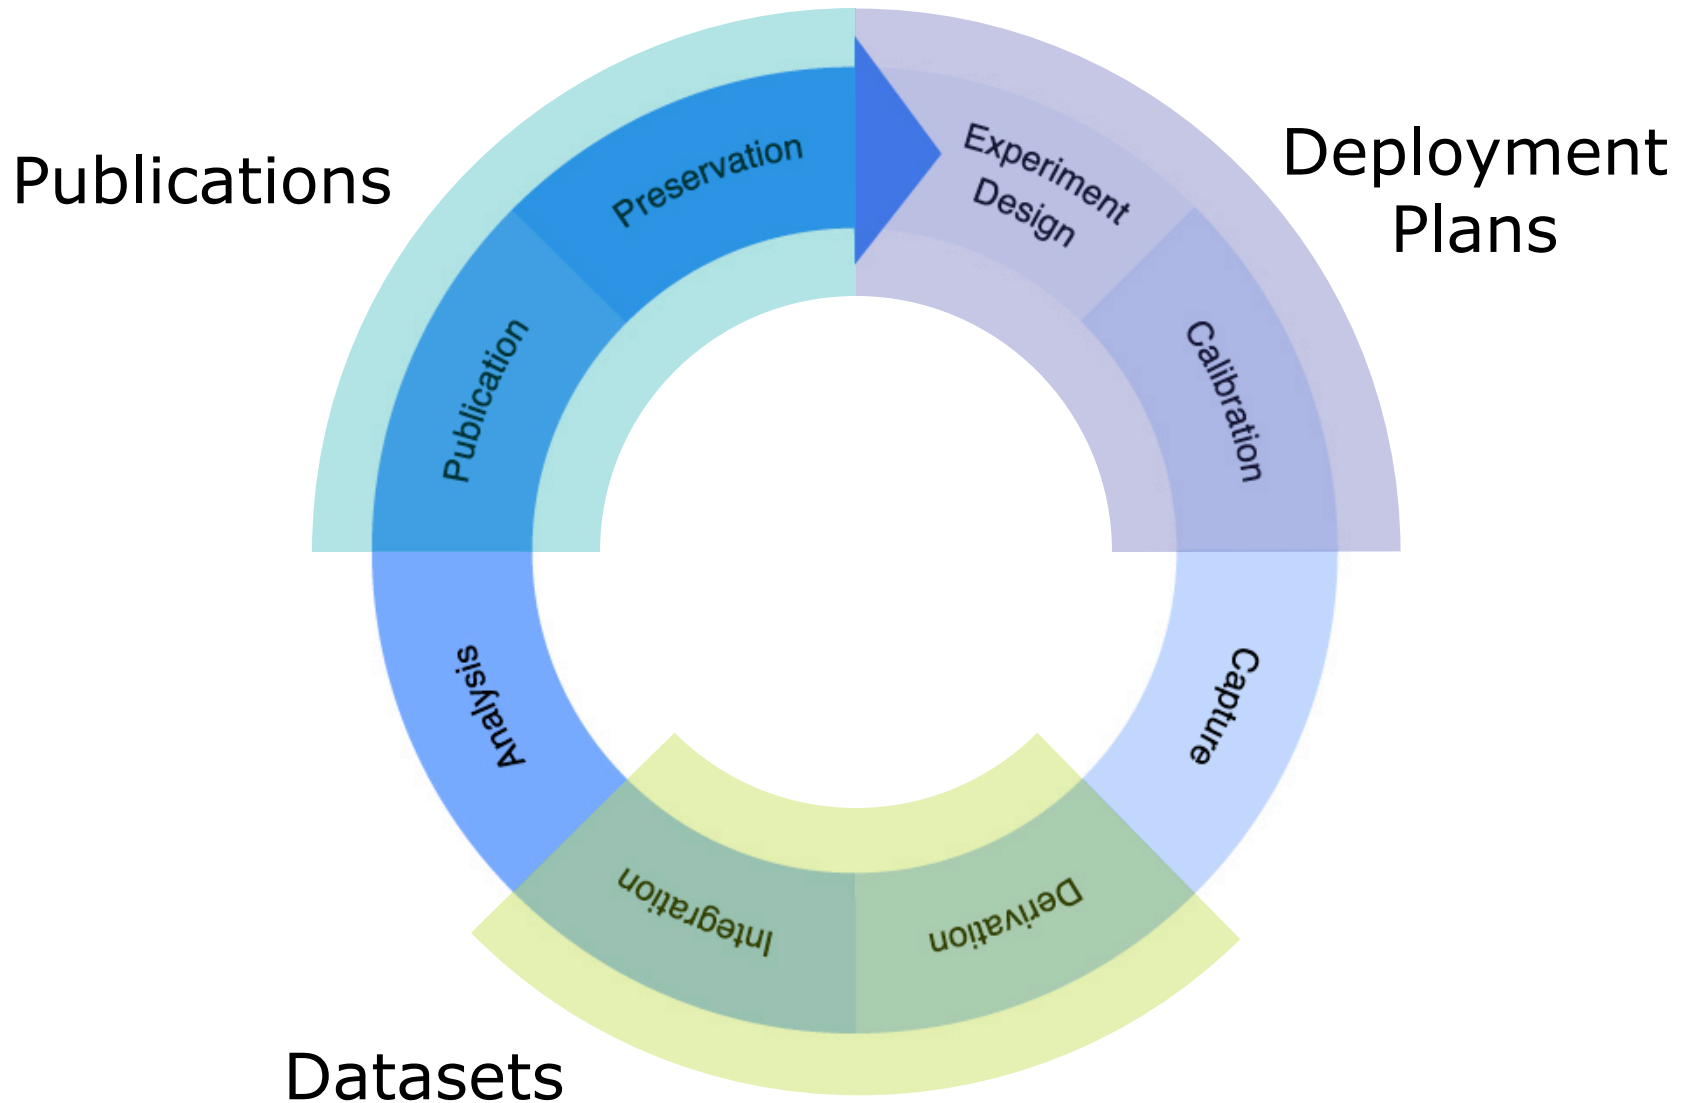 Publications
Deployment
Plans
Preservation
Experiment
Design
Calibration
Capture
Derivation
Integration
Analysis
Publication
Datasets